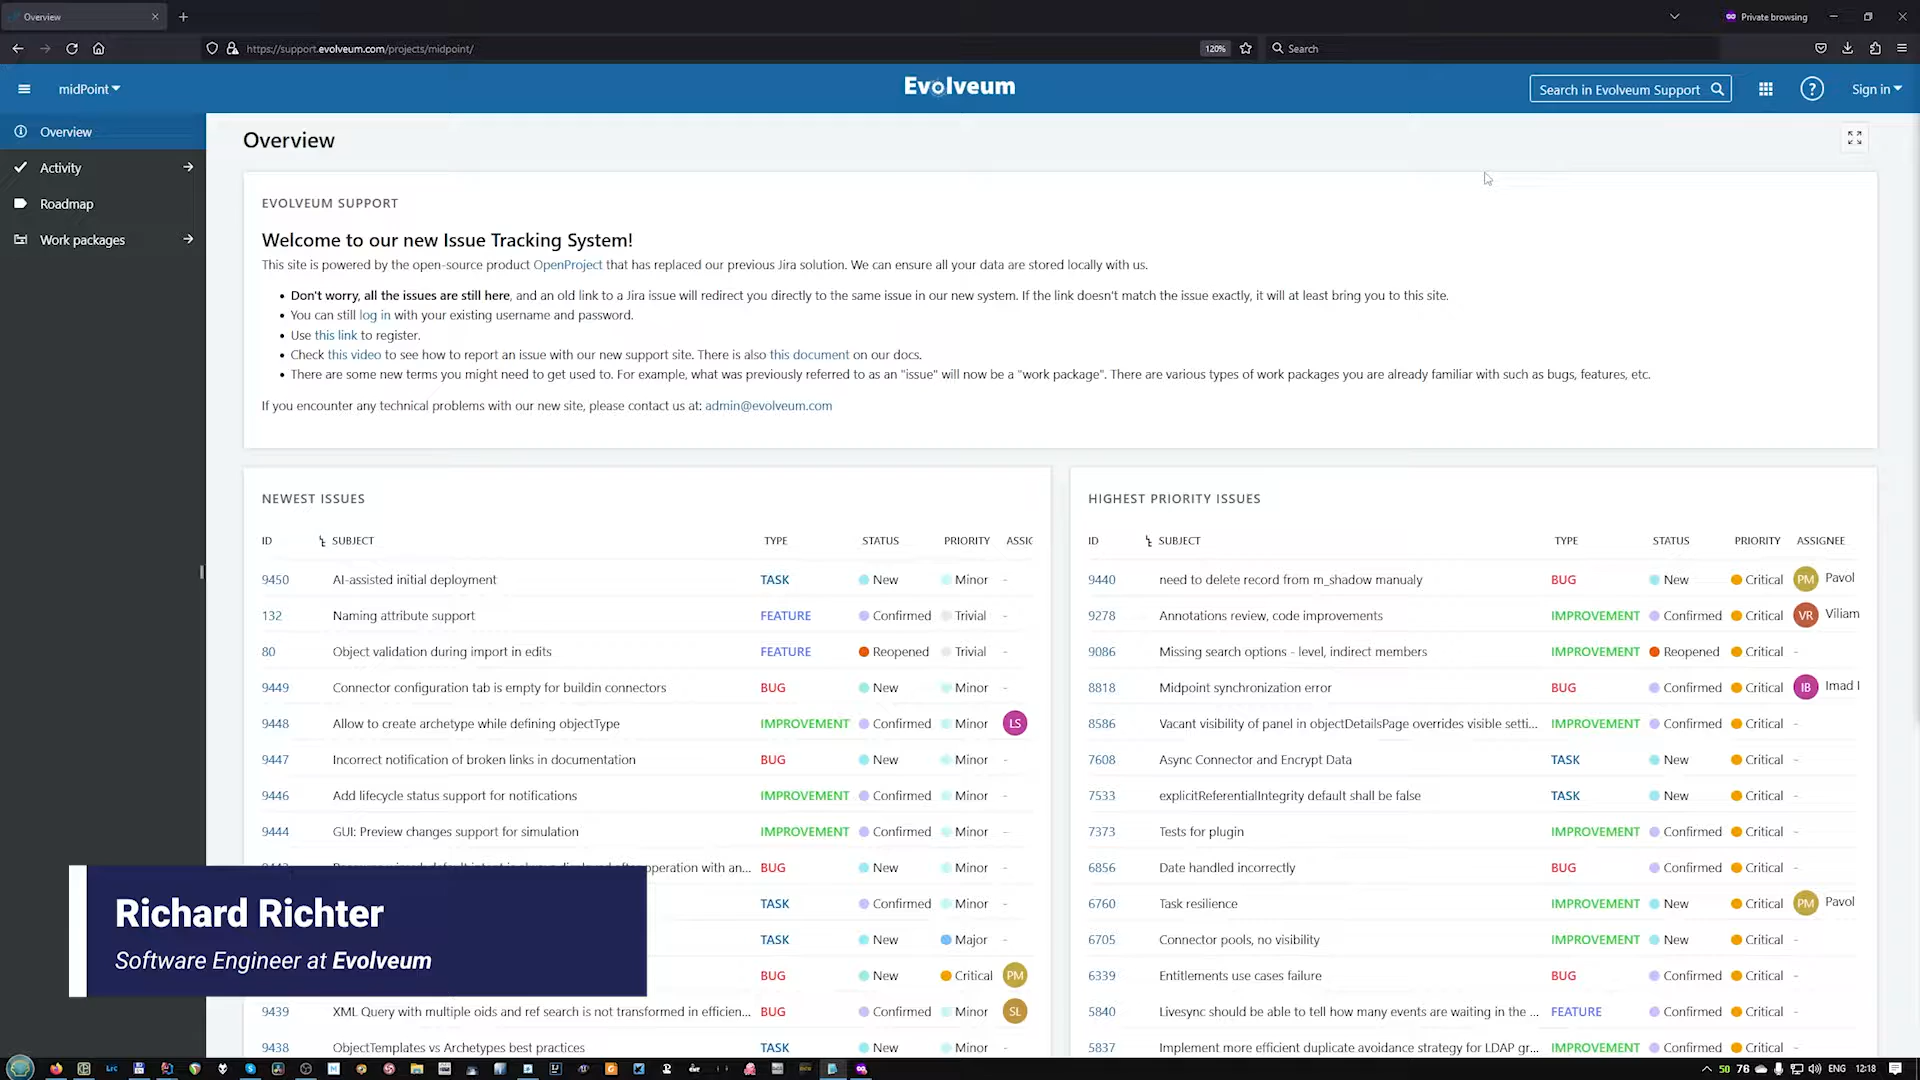 Overview
Private browsing
https://support.evolveum.com/projects/midpoint/
120%
Search
midPoint
Evolveum
Search in Evolveum Support
?
Sign in
Overview
Activity
Roadmap
Work packages
Overview
EVOLVEUM SUPPORT
Welcome to our new Issue Tracking System!
This site is powered by the open-source product OpenProject that has replaced our previous Jira solution. We can ensure all your data are stored locally with us.
• Don't worry, all the issues are still here, and an old link to a Jira issue will redirect you directly to the same issue in our new system. If the link doesn't match the issue exactly, it will at least bring you to this site.
• You can still log in with your existing username and password.
• Use this link to register.
• Check this video to see how to report an issue with our new support site. There is also this document on our docs.
• There are some new terms you might need to get used to. For example, what was previously referred to as an "issue" will now be a "work package". There are various types of work packages you are already familiar with such as bugs, features, etc.
If you encounter any technical problems with our new site, please contact us at: admin@evolveum.com
NEWEST ISSUES
ID SUBJECT TYPE STATUS PRIORITY ASSIG
9450 AI-assisted initial deployment TASK New Minor -
132 Naming attribute support FEATURE Confirmed Trivial -
80 Object validation during import in edits FEATURE Reopened Trivial -
9449 Connector configuration tab is empty for buildin connectors BUG New Minor -
9448 Allow to create archetype while defining objectType IMPROVEMENT Confirmed Minor LS
9447 Incorrect notification of broken links in documentation BUG New Minor -
9446 Add lifecycle status support for notifications IMPROVEMENT Confirmed Minor -
9444 GUI: Preview changes support for simulation IMPROVEMENT Confirmed Minor -
operation with an... BUG New Minor -
TASK Confirmed Minor -
TASK New Major -
BUG New Critical PM
9439 XML Query with multiple oids and ref search is not transformed in efficien... BUG Confirmed Minor SL
9438 ObjectTemplates vs Archetypes best practices TASK New Minor -
HIGHEST PRIORITY ISSUES
ID SUBJECT TYPE STATUS PRIORITY ASSIGNEE
9440 need to delete record from m_shadow manualy BUG New Critical PM Pavol
9278 Annotations review, code improvements IMPROVEMENT Confirmed Critical VR Viliam
9086 Missing search options - level, indirect members IMPROVEMENT Reopened Critical -
8818 Midpoint synchronization error BUG Confirmed Critical IB Imad I
8586 Vacant visibility of panel in objectDetailsPage overrides visible setti... IMPROVEMENT Confirmed Critical -
7608 Async Connector and Encrypt Data TASK New Critical -
7533 explicitReferentialIntegrity default shall be false TASK New Critical -
7373 Tests for plugin IMPROVEMENT Confirmed Critical -
6856 Date handled incorrectly BUG Confirmed Critical -
6760 Task resilience IMPROVEMENT New Critical PM Pavol
6705 Connector pools, no visibility IMPROVEMENT New Critical -
6339 Entitlements use cases failure BUG Confirmed Critical -
5840 Livesync should be able to tell how many events are waiting in the ... FEATURE Confirmed Critical -
5837 Implement more efficient duplicate avoidance strategy for LDAP gr... IMPROVEMENT Confirmed Critical -
Richard Richter
Software Engineer at Evolveum
50 76 ENG 12:18